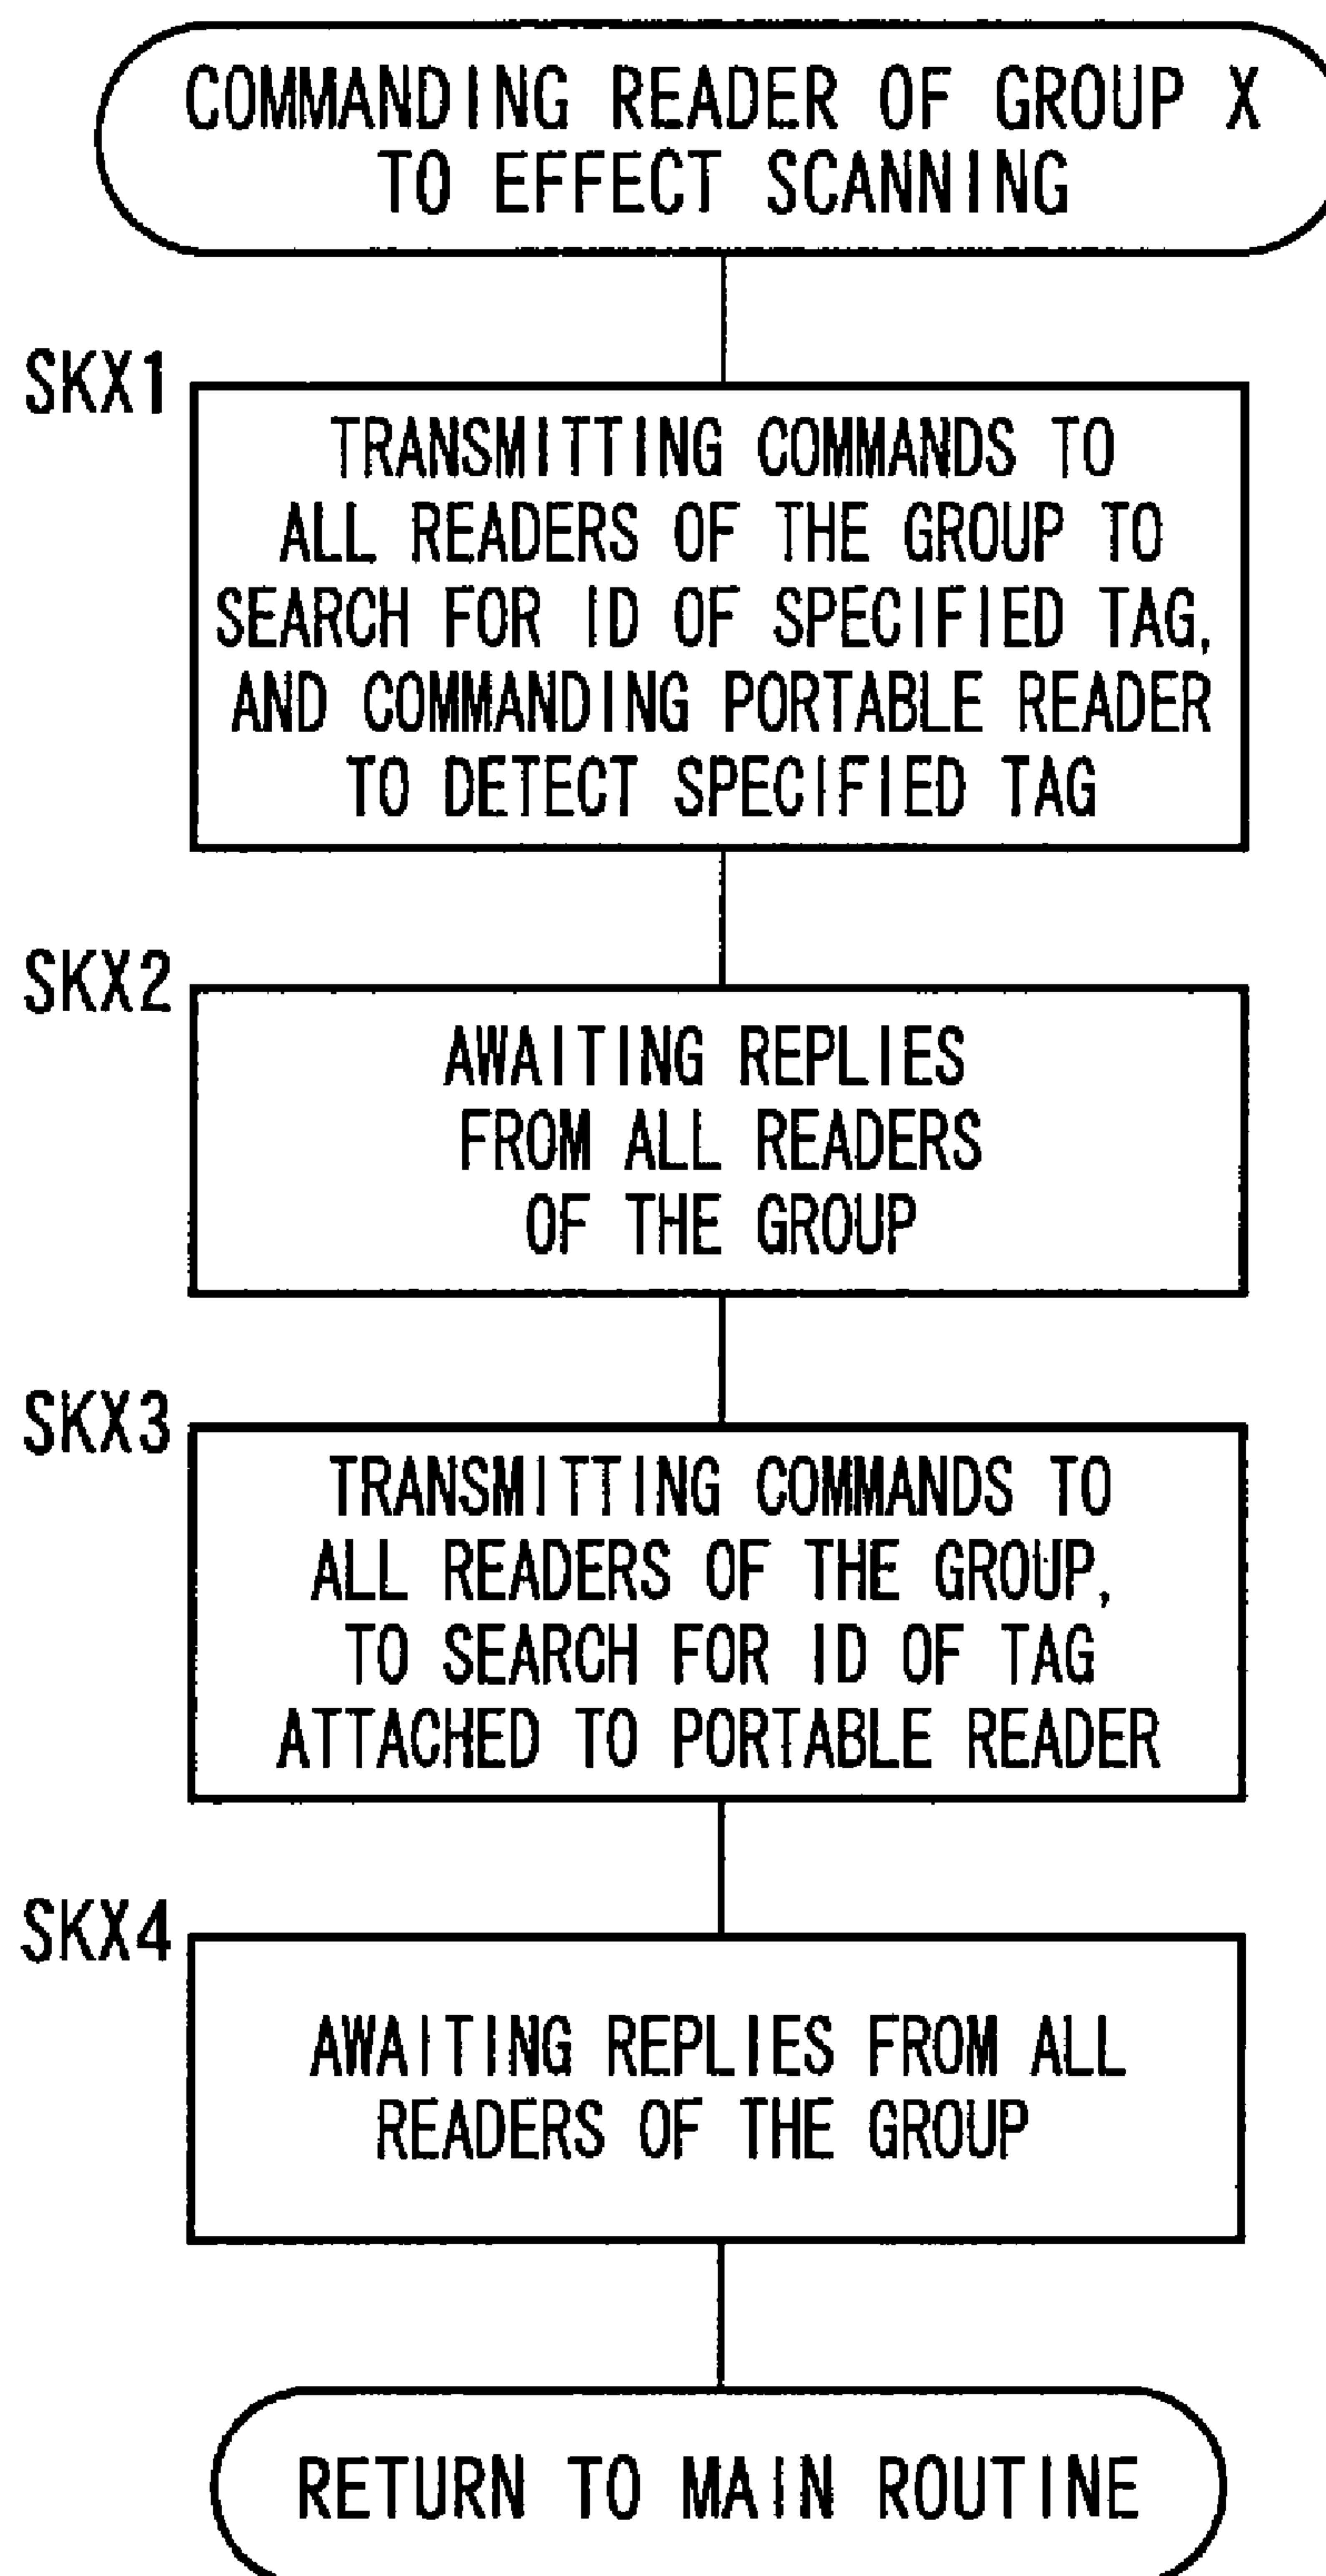 COMMANDING READER OF GROUP X
TO EFFECT SCANNING
SKX1
TRANSMITTING COMMANDS TO
ALL READERS OF THE GROUP TO
SEARCH FOR ID OF SPECIFIED TAG,
AND COMMANDING PORTABLE READER
TO DETECT SPECIFIED TAG
SKX2
AWAITING REPLIES
FROM ALL READERS
OF THE GROUP
SKX3
TRANSMITTING COMMANDS TO
ALL READERS OF THE GROUP,
TO SEARCH FOR ID OF TAG
ATTACHED TO PORTABLE READER
SKX4
AWAITING REPLIES FROM ALL
READERS OF THE GROUP
RETURN TO MAIN ROUTINE